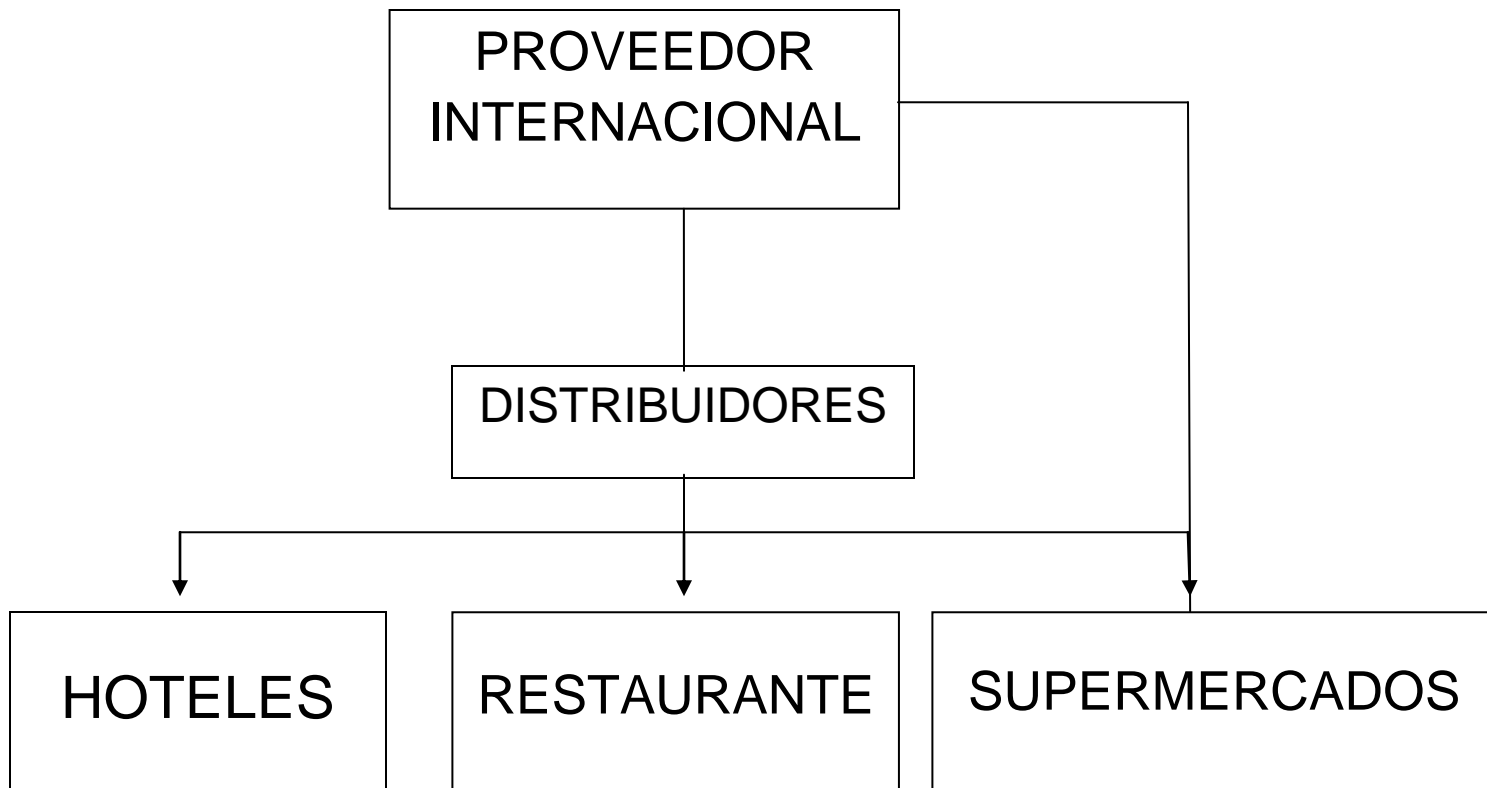 PROVEEDOR
INTERNACIONAL
DISTRIBUIDORES
HOTELES
RESTAURANTE
SUPERMERCADOS